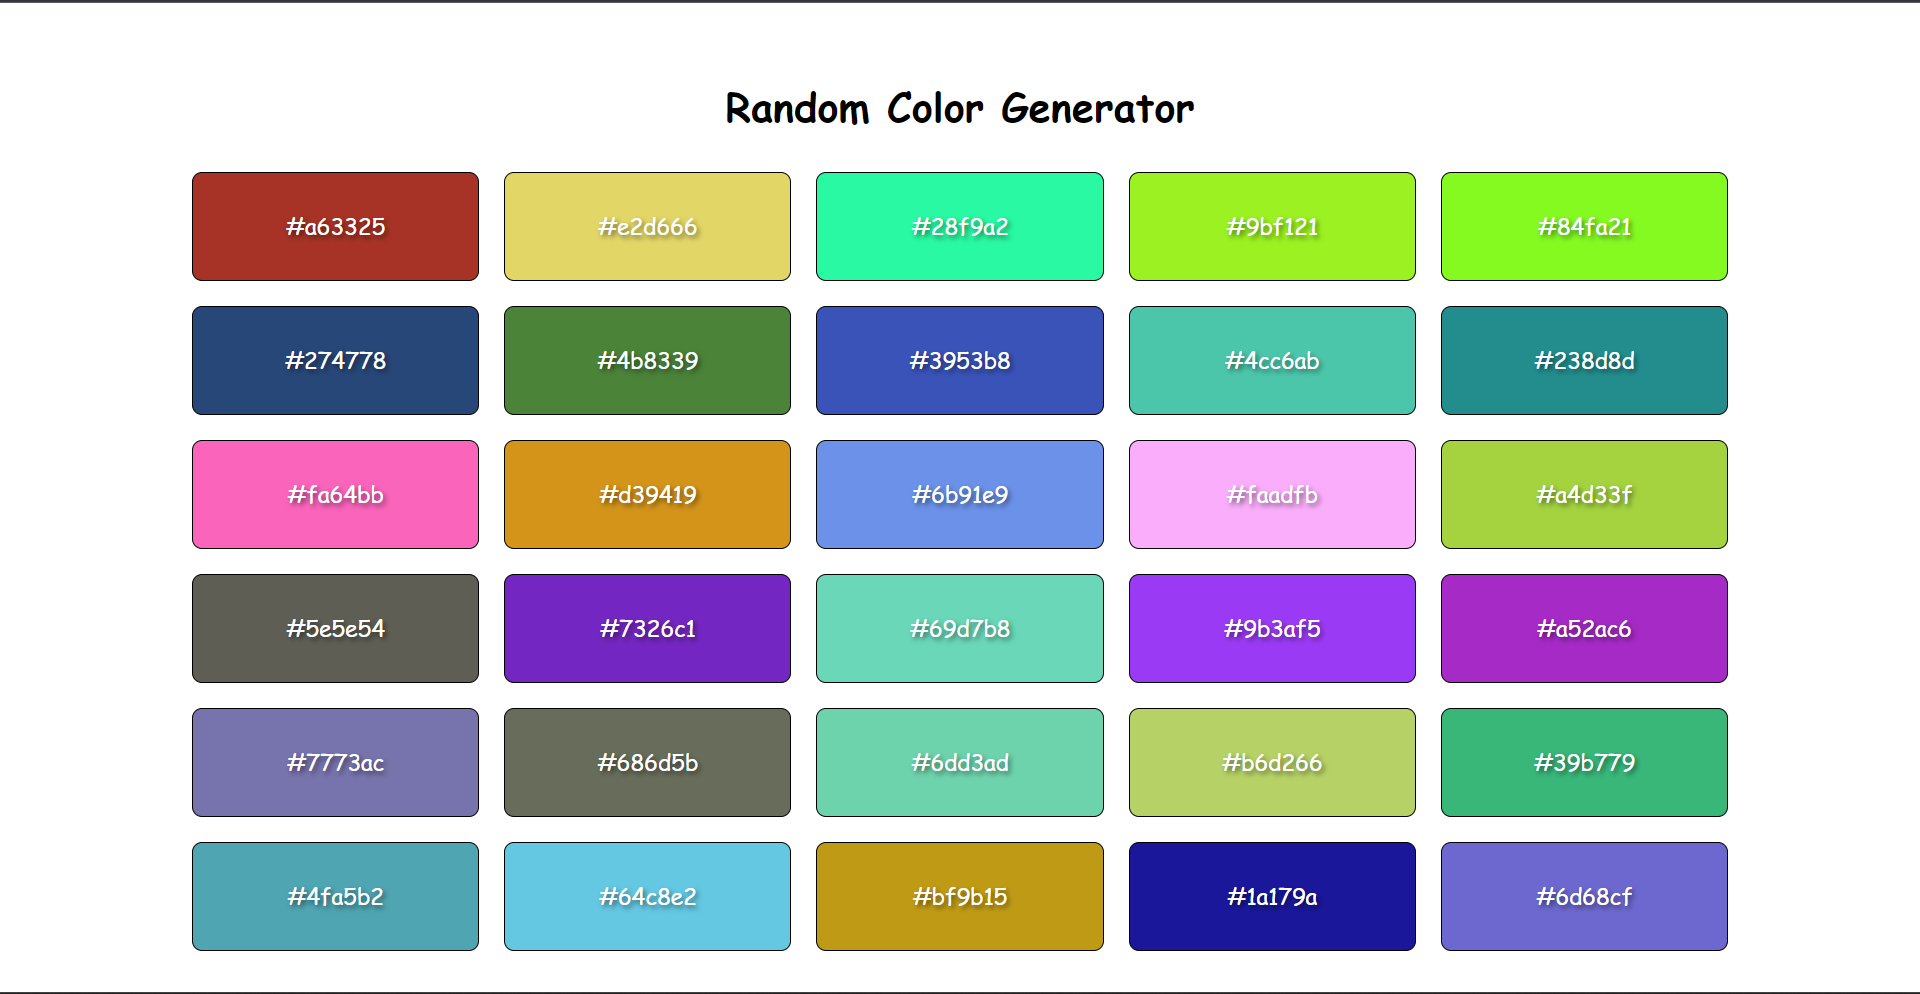 Random Color Generator
#a63325 #e2d666 #28f9a2 #9bf121 #84fa21
#274778 #4b8339 #3953b8 #4cc6ab #238d8d
#fa64bb #d39419 #6b91e9 #faadfb #a4d33f
#5e5e54 #7326c1 #69d7b8 #9b3af5 #a52ac6
#7773ac #686d5b #6dd3ad #b6d266 #39b779
#4fa5b2 #64c8e2 #bf9b15 #1a179a #6d68cf